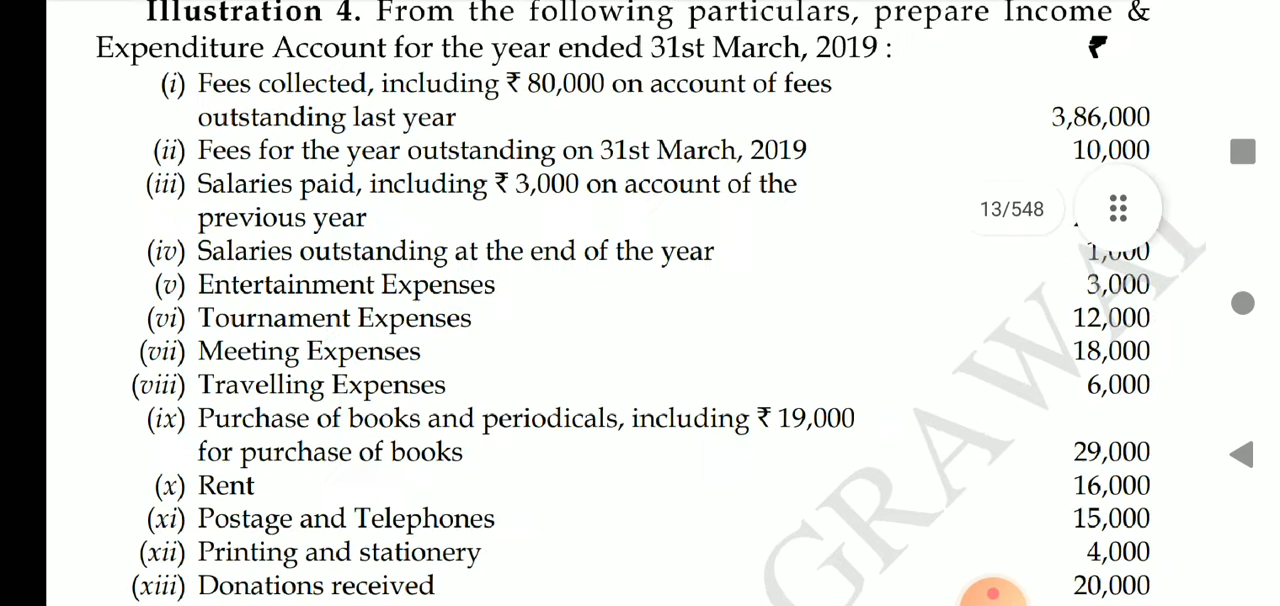 Illustration 4. From the following particulars, prepare Income &
Expenditure Account for the year ended 31st March, 2019 : ₹
(i) Fees collected, including ₹ 80,000 on account of fees
outstanding last year 3,86,000
(ii) Fees for the year outstanding on 31st March, 2019 10,000
(iii) Salaries paid, including ₹ 3,000 on account of the
13/548
previous year
(iv) Salaries outstanding at the end of the year 1,000
(v) Entertainment Expenses 3,000
(vi) Tournament Expenses 12,000
(vii) Meeting Expenses 18,000
(viii) Travelling Expenses 6,000
(ix) Purchase of books and periodicals, including ₹ 19,000
for purchase of books 29,000
(x) Rent 16,000
(xi) Postage and Telephones 15,000
(xii) Printing and stationery 4,000
(xiii) Donations received 20,000
GRAWAL